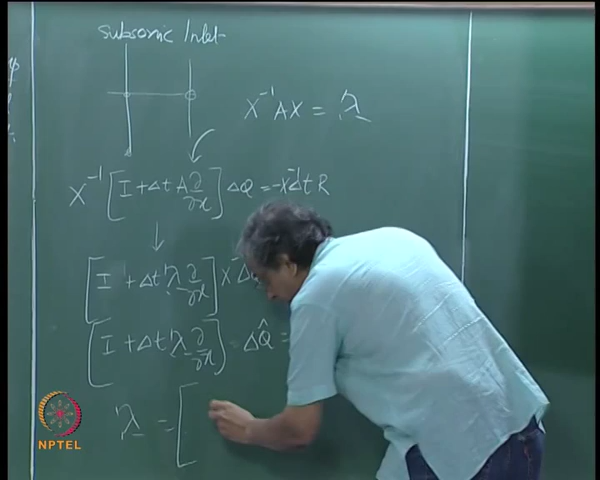 subsonic Inlet
X⁻¹AX = λ
X⁻¹[I + Δt A ∂/∂x] ΔQ = -X⁻¹Δt R
[I + Δt λ ∂/∂x] X⁻¹Δ
[I + Δt λ ∂/∂x] ΔQ̂ =
λ = [
NPTEL